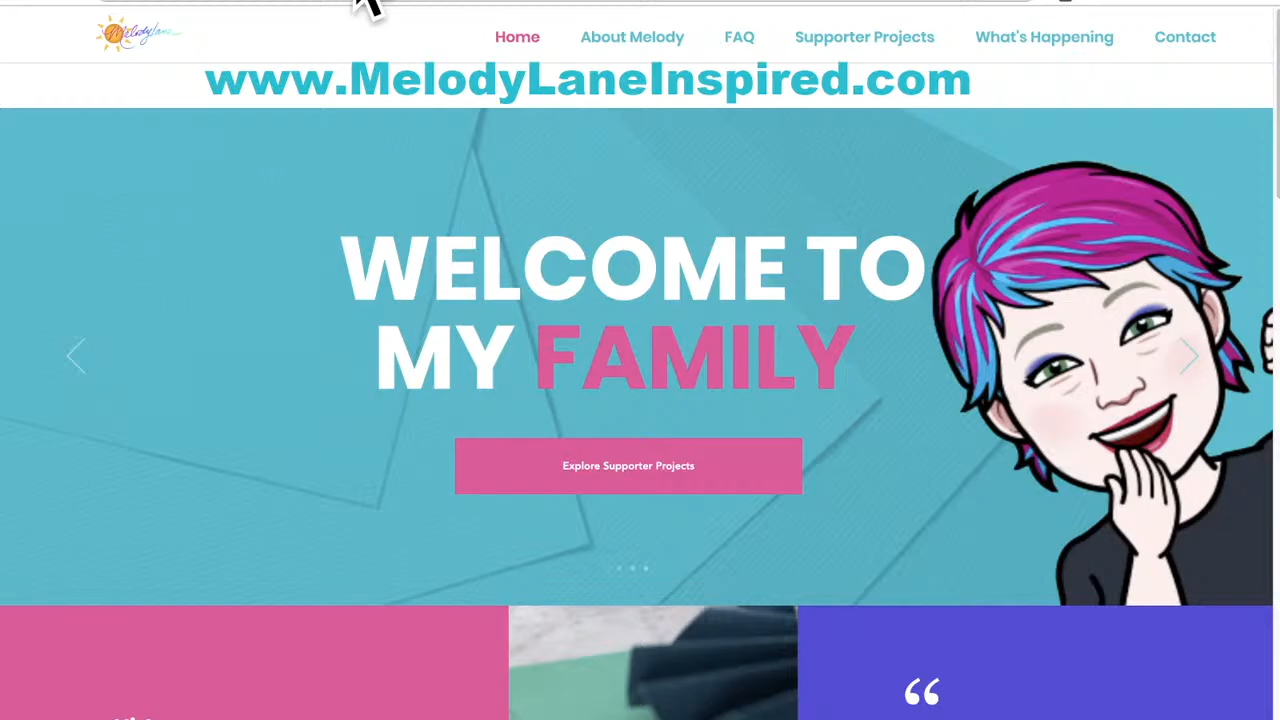 MelodyLane
Home
About Melody
FAQ
Supporter Projects
What's Happening
Contact
www.MelodyLaneInspired.com
WELCOME TO
MY FAMILY
Explore Supporter Projects
“